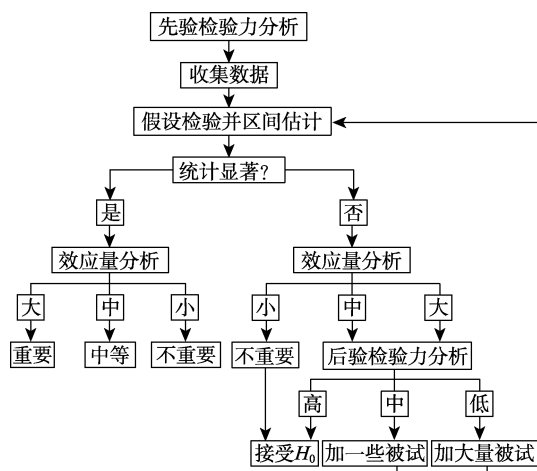 先验检验力分析
收集数据
假设检验并区间估计
统计显著?
是
否
效应量分析
效应量分析
大
中
小
小
中
大
重要
中等
不重要
不重要
后验检验力分析
高
中
低
接受H₀
加一些被试
加大量被试